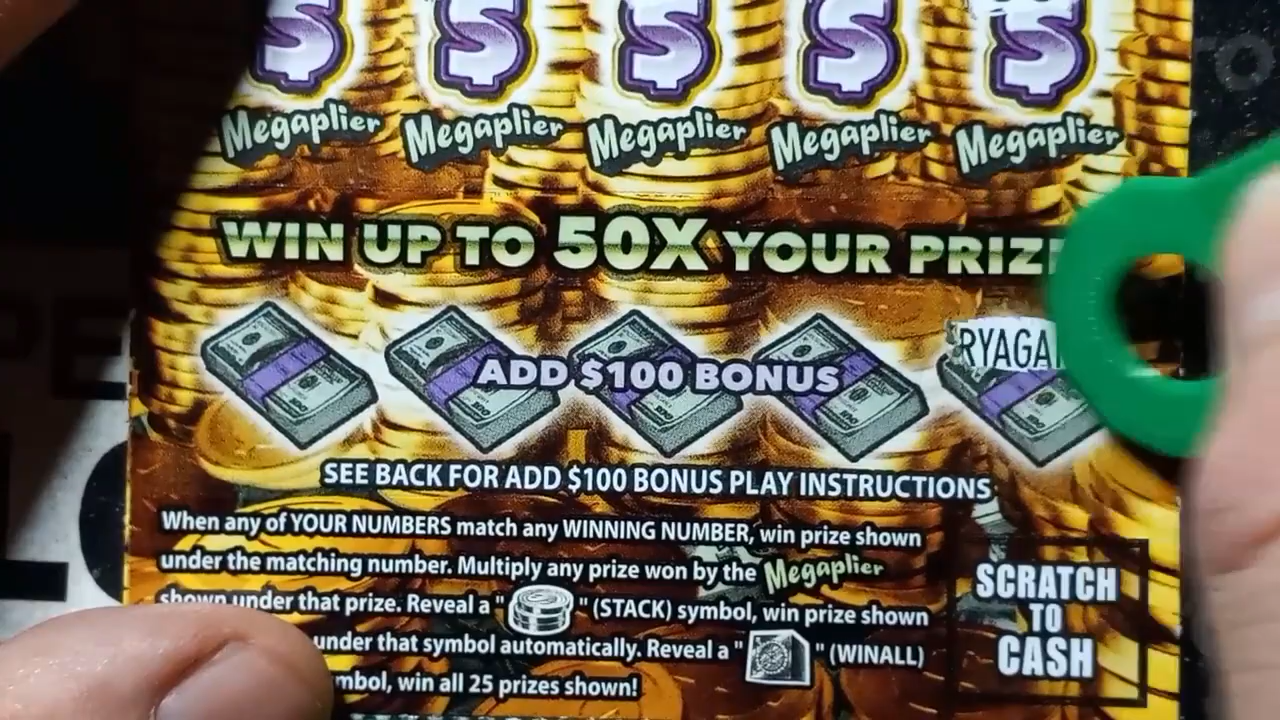 $ $ $ $ $
Megaplier Megaplier Megaplier Megaplier Megaplier
WIN UP TO 50X YOUR PRIZ
RYAGA
ADD $100 BONUS
SEE BACK FOR ADD $100 BONUS PLAY INSTRUCTIONS
When any of YOUR NUMBERS match any WINNING NUMBER, win prize shown
under the matching number. Multiply any prize won by the Megaplier
shown under that prize. Reveal a " " (STACK) symbol, win prize shown
under that symbol automatically. Reveal a " " (WINALL)
mbol, win all 25 prizes shown!
SCRATCH
TO
CASH